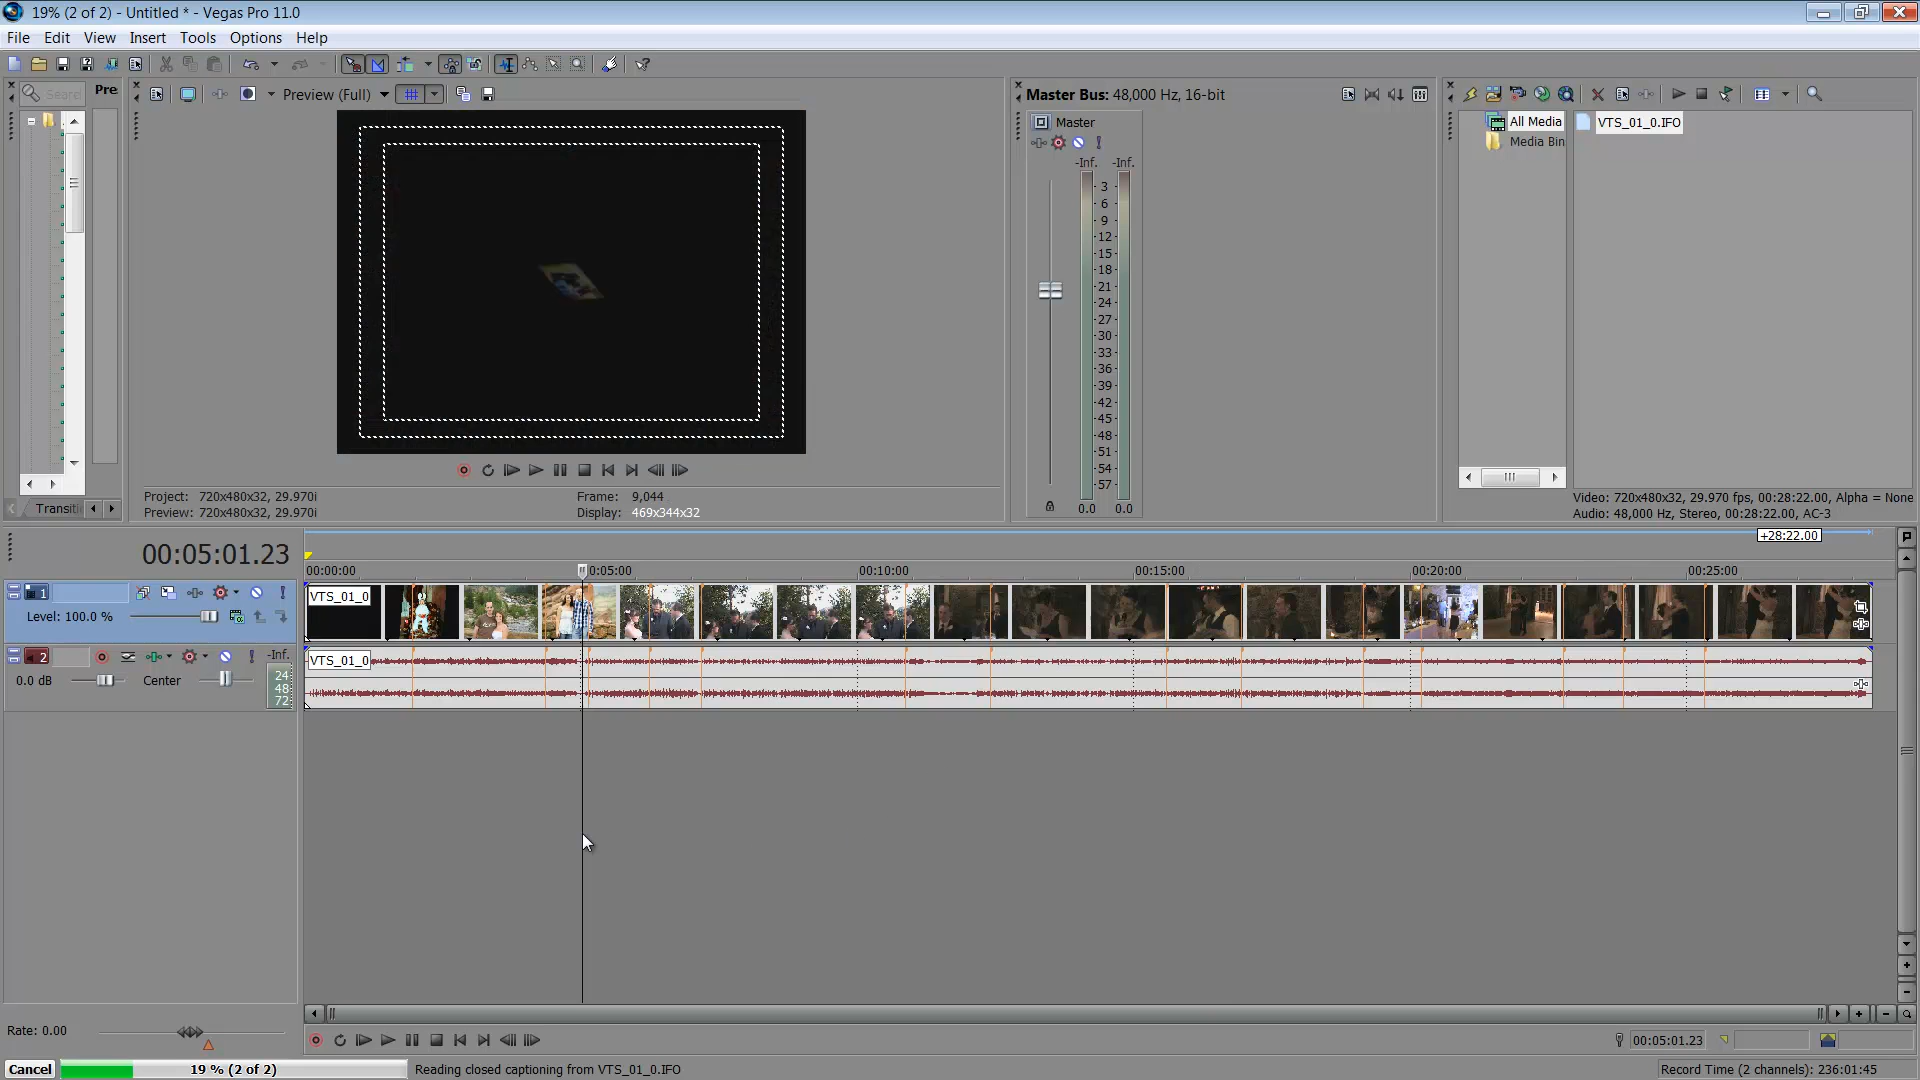 19% (2 of 2) - Untitled * - Vegas Pro 11.0
File Edit View Insert Tools Options Help
Search
Pre
Preview (Full)
Master Bus: 48,000 Hz, 16-bit
Master
-Inf. -Inf.
3
6
9
12
15
18
21
24
27
30
33
36
39
42
45
48
51
54
57
0.0 0.0
All Media
Media Bin
VTS_01_0.IFO
Transiti
Project: 720x480x32, 29.970i
Preview: 720x480x32, 29.970i
Frame: 9,044
Display: 469x344x32
Video: 720x480x32, 29.970 fps, 00:28:22.00, Alpha = None
Audio: 48,000 Hz, Stereo, 00:28:22.00, AC-3
+28:22.00
00:05:01.23
00:00:00 00:05:00 00:10:00 00:15:00 00:20:00 00:25:00
1
Level: 100.0 %
VTS_01_0
2
-Inf.
24
48
72
0.0 dB Center
VTS_01_0
Rate: 0.00
00:05:01.23
Cancel 19 % (2 of 2) Reading closed captioning from VTS_01_0.IFO
Record Time (2 channels): 236:01:45